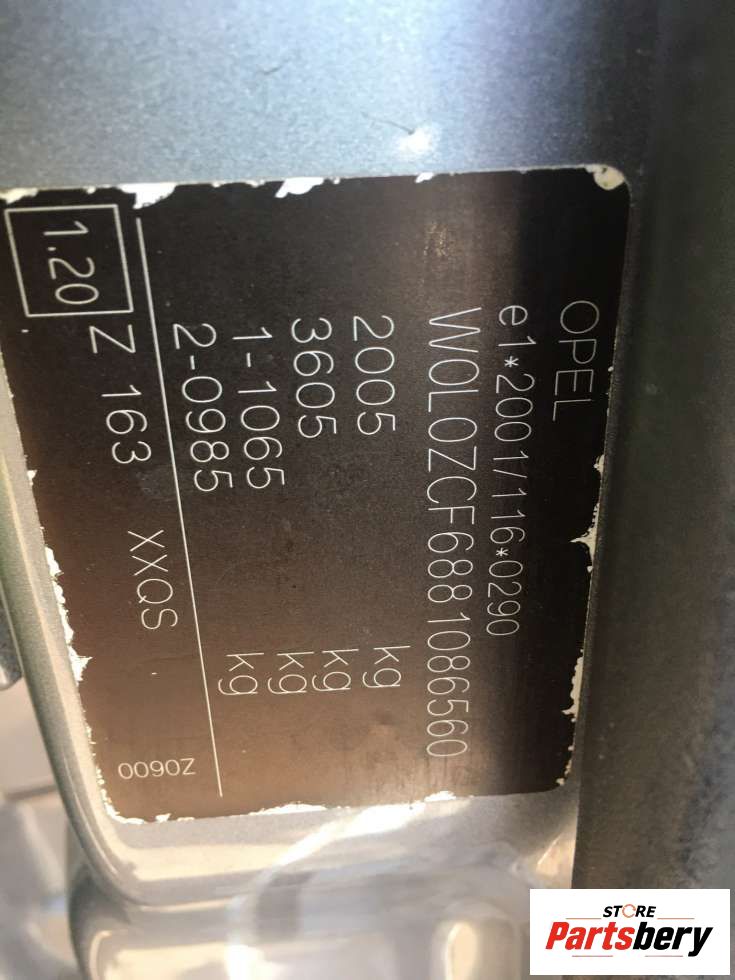 OPEL
e1*2001/116*0290
W0L0ZCF6881086560
2005 kg
3605 kg
1-1065 kg
2-0985 kg
1.20 Z 163 XXQS Z0600
STORE
Partsbery